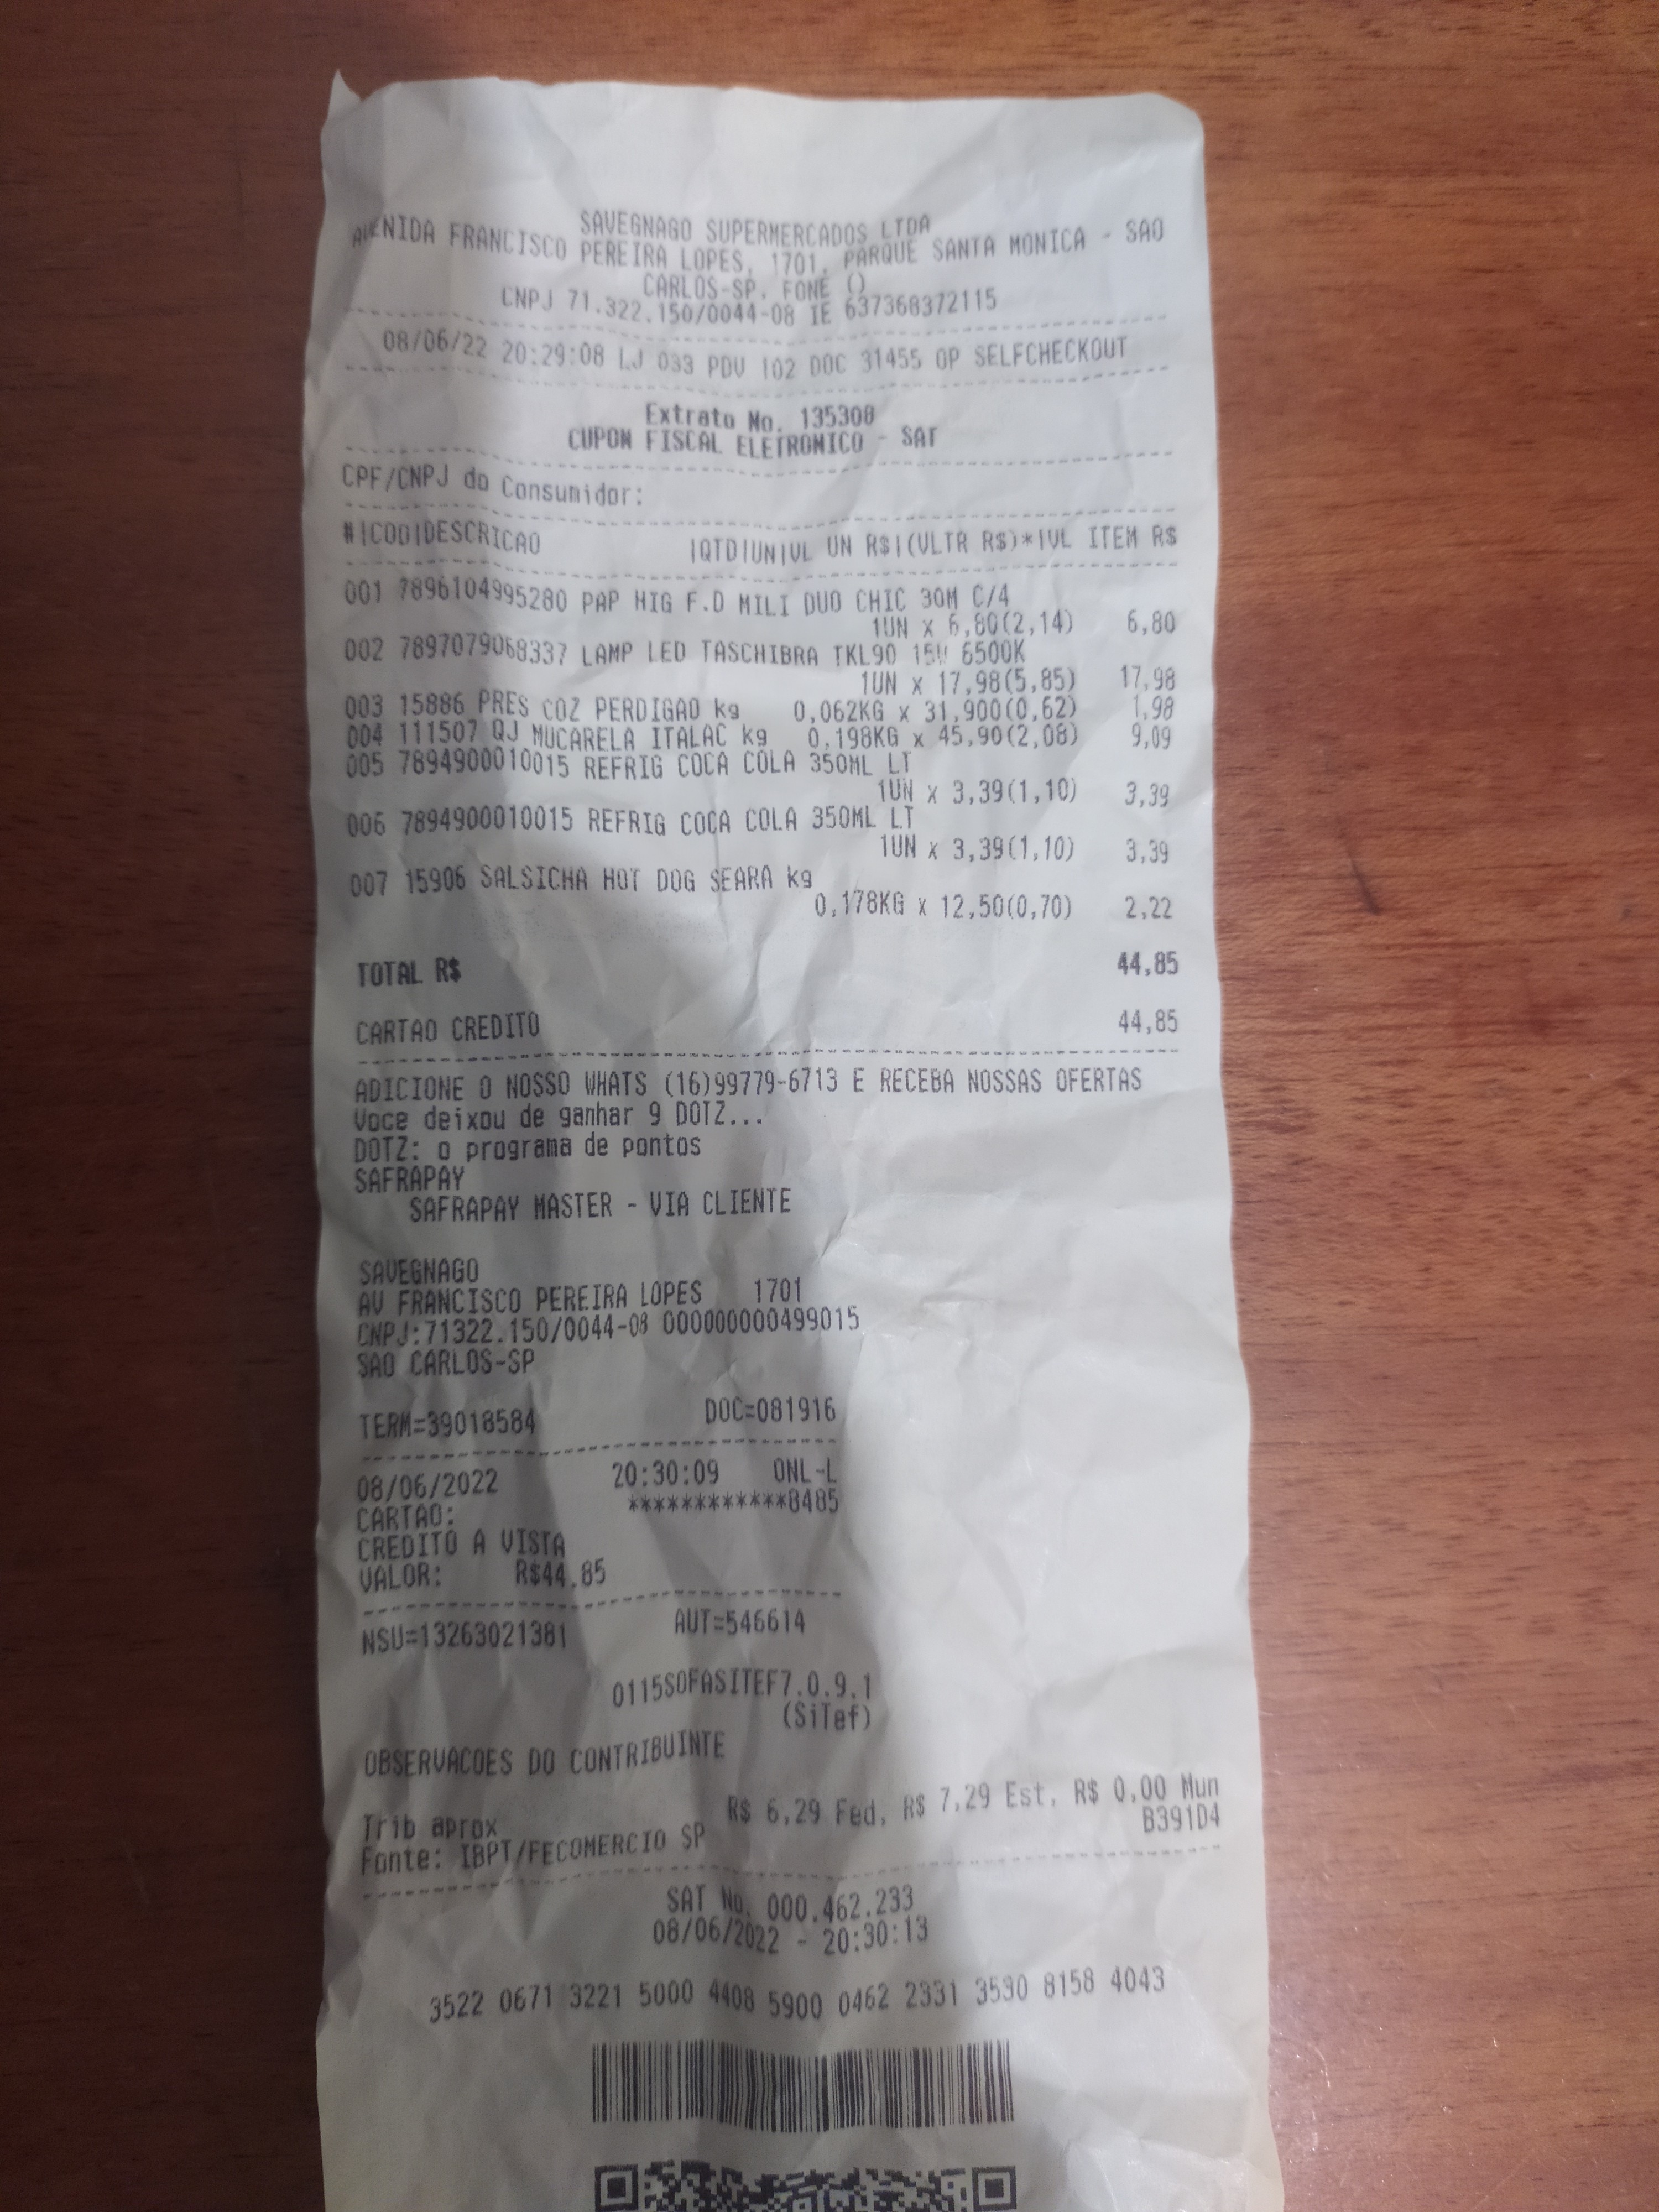 SAVEGNAGO SUPERMERCADOS LTDA
AVENIDA FRANCISCO PEREIRA LOPES, 1701, PARQUE SANTA MONICA - SAO
CARLOS-SP. FONE ()
CNPJ 71.322.150/0044-08 IE 637368372115
08/06/22 20:29:08 LJ 033 PDV 102 DOC 31455 OP SELFCHECKOUT
Extrato No. 135308
CUPOM FISCAL ELETRONICO - SAT
CPF/CNPJ do Consumidor:
#|COD|DESCRICAO |QTD|UN|VL UN R$|(VLTR R$)*|VL ITEM R$
001 7896104995280 PAP HIG F.D MILI DUO CHIC 30M C/4
1UN x 6,80(2,14) 6,80
002 7897079068337 LAMP LED TASCHIBRA TKL90 15W 6500K
1UN x 17,98(5,85) 17,98
003 15886 PRES COZ PERDIGAO kg 0,062KG x 31,900(0,62) 1,98
004 111507 QJ MUCARELA ITALAC kg 0,198KG x 45,90(2,08) 9,09
005 7894900010015 REFRIG COCA COLA 350ML LT
1UN x 3,39(1,10) 3,39
006 7894900010015 REFRIG COCA COLA 350ML LT
1UN x 3,39(1,10) 3,39
007 15906 SALSICHA HOT DOG SEARA kg
0,178KG x 12,50(0,70) 2,22
TOTAL R$ 44,85
CARTAO CREDITO 44,85
ADICIONE O NOSSO WHATS (16)99779-6713 E RECEBA NOSSAS OFERTAS
Voce deixou de ganhar 9 DOTZ...
DOTZ: o programa de pontos
SAFRAPAY
SAFRAPAY MASTER - VIA CLIENTE
SAVEGNAGO
AV FRANCISCO PEREIRA LOPES 1701
CNPJ:71322.150/0044-08 000000000499015
SAO CARLOS-SP
TERM=39018584 DOC=081916
08/06/2022 20:30:09 ONL-L
CARTAO: ************8485
CREDITO A VISTA
VALOR: R$44.85
NSU=13263021381 AUT=546614
0115SOFASITEF7.0.9.1
(SiTef)
OBSERVACOES DO CONTRIBUINTE
Trib aprox R$ 6,29 Fed, R$ 7,29 Est, R$ 0,00 Mun
Fonte: IBPT/FECOMERCIO SP B391D4
SAT No. 000.462.233
08/06/2022 - 20:30:13
3522 0671 3221 5000 4408 5900 0462 2331 3530 8158 4043